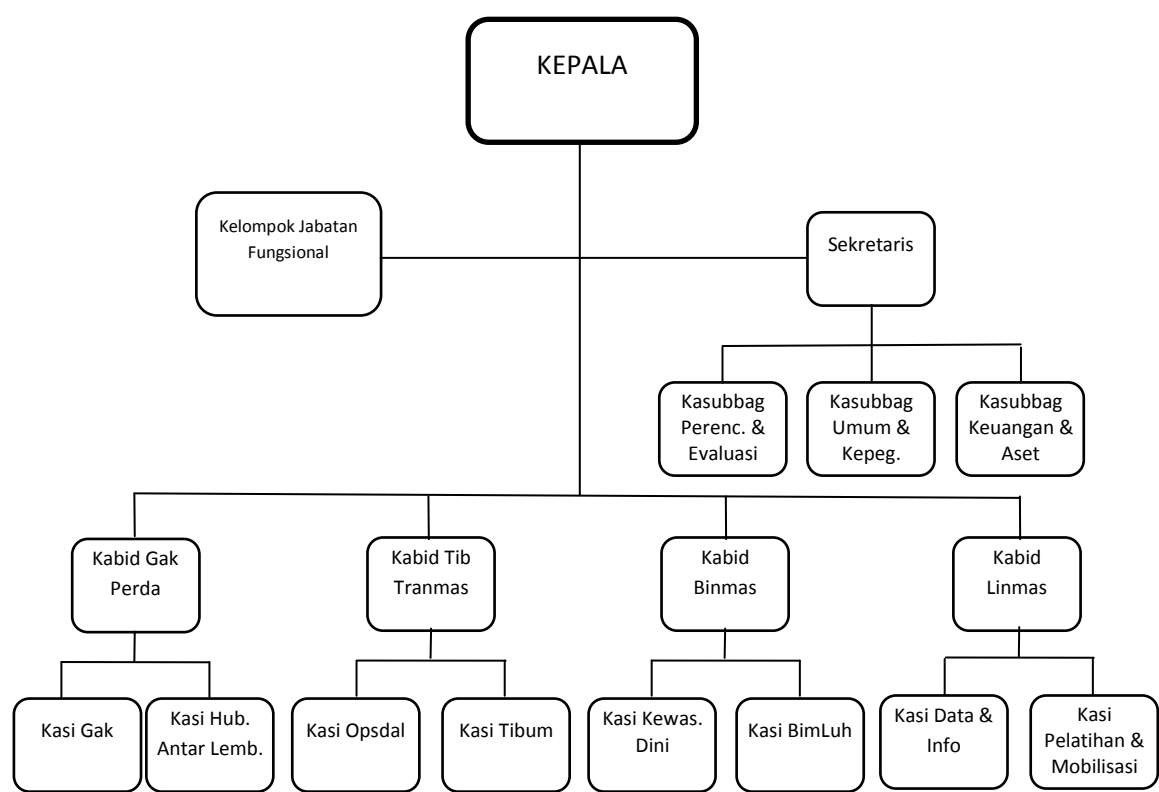 KEPALA
Kelompok Jabatan
Fungsional
Sekretaris
Kasubbag
Perenc. &
Evaluasi
Kasubbag
Umum &
Kepeg.
Kasubbag
Keuangan &
Aset
Kabid Gak
Perda
Kabid Tib
Tranmas
Kabid
Binmas
Kabid
Linmas
Kasi Gak
Kasi Hub.
Antar Lemb.
Kasi Opsdal
Kasi Tibum
Kasi Kewas.
Dini
Kasi BimLuh
Kasi Data &
Info
Kasi
Pelatihan &
Mobilisasi